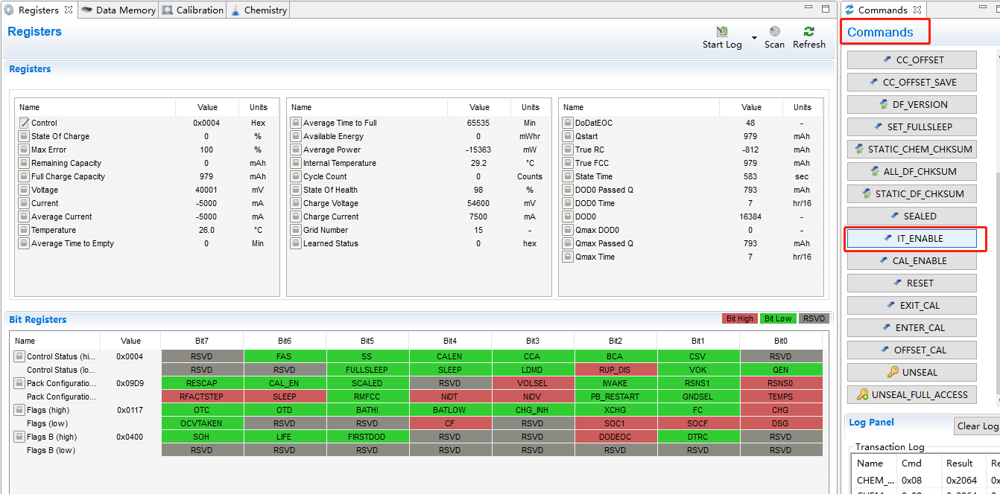 Registers Data Memory Calibration Chemistry
Registers
Start Log Scan Refresh
Registers
Name Value Units
Control 0x0004 Hex
State Of Charge 0 %
Max Error 100 %
Remaining Capacity 0 mAh
Full Charge Capacity 979 mAh
Voltage 40001 mV
Current -5000 mA
Average Current -5000 mA
Temperature 26.0 °C
Average Time to Empty 0 Min
Name Value Units
Average Time to Full 65535 Min
Available Energy 0 mWhr
Average Power -15363 mW
Internal Temperature 29.2 °C
Cycle Count 0 Counts
State Of Health 98 %
Charge Voltage 54600 mV
Charge Current 7500 mA
Grid Number 15 -
Learned Status 0 hex
Name Value Units
DoDatEOC 48 -
Qstart 979 mAh
True RC -812 mAh
True FCC 979 mAh
State Time 583 sec
DOD0 Passed Q 793 mAh
DOD0 Time 7 hr/16
DOD0 16384 -
Qmax DOD0 0 -
Qmax Passed Q 793 mAh
Qmax Time 7 hr/16
Bit Registers
Bit High Bit Low RSVD
Name Value Bit7 Bit6 Bit5 Bit4 Bit3 Bit2 Bit1 Bit0
Control Status (hi... 0x0004 RSVD FAS SS CALEN CCA BCA CSV RSVD
Control Status (lo... RSVD RSVD FULLSLEEP SLEEP LDMD RUP_DIS VOK QEN
Pack Configuratio... 0x09D9 RESCAP CAL_EN SCALED RSVD VOLSEL IWAKE RSNS1 RSNS0
Pack Configuratio... RFACTSTEP SLEEP RMFCC NiDT NiDV PB_RESTART GNDSEL TEMPS
Flags (high) 0x0117 OTC OTD BATHI BATLOW CHG_INH XCHG FC CHG
Flags (low) OCVTAKEN RSVD RSVD CF RSVD SOC1 SOCF DSG
Flags B (high) 0x0400 SOH LIFE FIRSTDOD RSVD RSVD DODEOC DTRC RSVD
Flags B (low) RSVD RSVD RSVD RSVD RSVD RSVD RSVD RSVD
Commands
Commands
CC_OFFSET
CC_OFFSET_SAVE
DF_VERSION
SET_FULLSLEEP
STATIC_CHEM_CHKSUM
ALL_DF_CHKSUM
STATIC_DF_CHKSUM
SEALED
IT_ENABLE
CAL_ENABLE
RESET
EXIT_CAL
ENTER_CAL
OFFSET_CAL
UNSEAL
UNSEAL_FULL_ACCESS
Log Panel Clear Log
Transaction Log
Name Cmd Result Re
CHEM_... 0x08 0x2064 0x